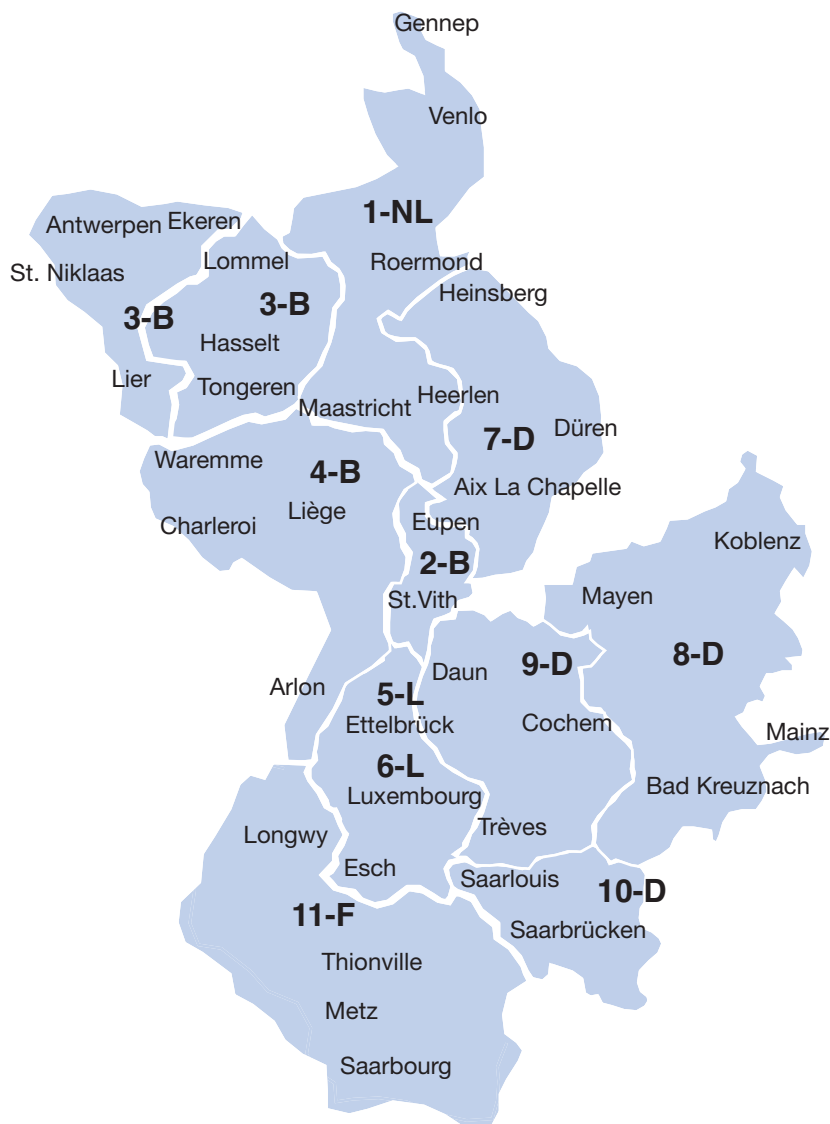 Gennep
Venlo
1-NL
Antwerpen
Ekeren
St. Niklaas
Lommel
Roermond
Heinsberg
3-B
3-B
Hasselt
Lier
Tongeren
Maastricht
Heerlen
7-D
Düren
Waremme
4-B
Aix La Chapelle
Charleroi
Liège
Eupen
Koblenz
2-B
St.Vith
Mayen
Arlon
5-L
Ettelbrück
Daun
9-D
8-D
Cochem
Mainz
6-L
Luxembourg
Bad Kreuznach
Longwy
Trèves
Esch
Saarlouis
10-D
11-F
Saarbrücken
Thionville
Metz
Saarbourg